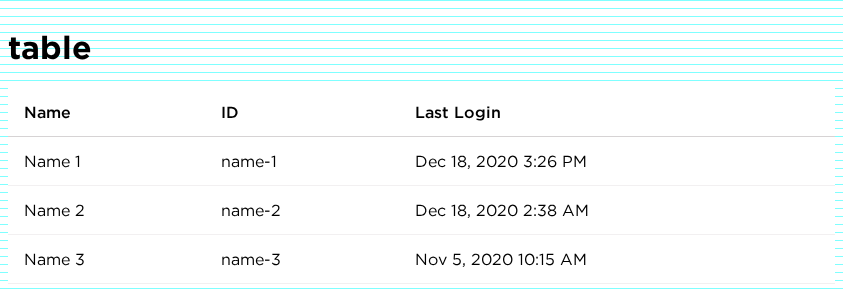 table
Name ID Last Login
Name 1 name-1 Dec 18, 2020 3:26 PM
Name 2 name-2 Dec 18, 2020 2:38 AM
Name 3 name-3 Nov 5, 2020 10:15 AM